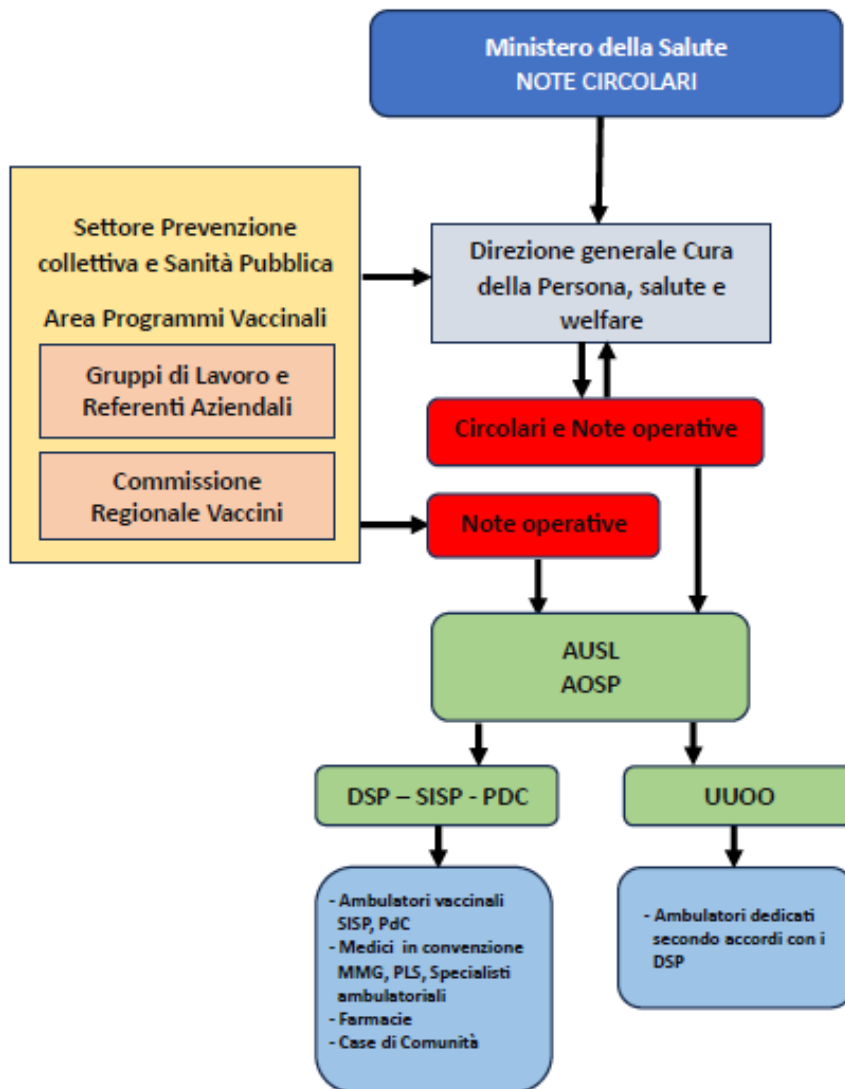 Ministero della Salute
NOTE CIRCOLARI
Settore Prevenzione
collettiva e Sanità Pubblica
Area Programmi Vaccinali
Gruppi di Lavoro e
Referenti Aziendali
Commissione
Regionale Vaccini
Direzione generale Cura
della Persona, salute e
welfare
Circolari e Note operative
Note operative
AUSL
AOSP
DSP – SISP - PDC
UUOO
- Ambulatori vaccinali
SISP, PdC
- Medici in convenzione
MMG, PLS, Specialisti
ambulatoriali
- Farmacie
- Case di Comunità
- Ambulatori dedicati
secondo accordi con i
DSP